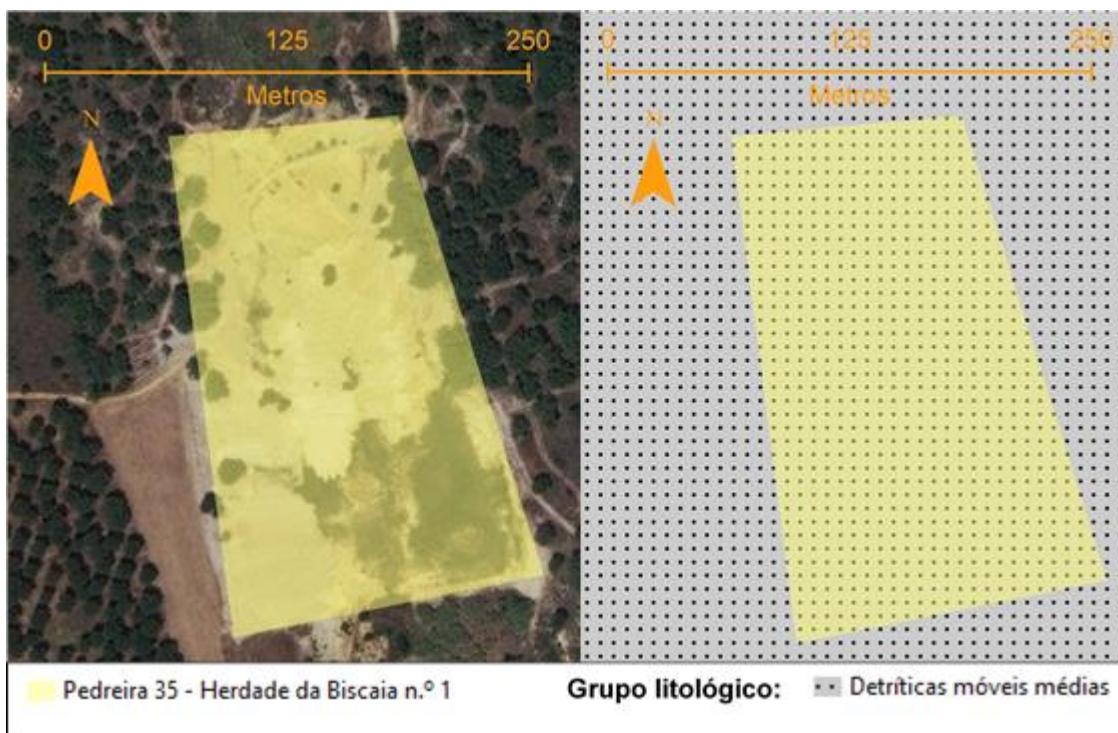 0 125 250
Metros
N
0 125 250
Metros
N
Pedreira 35 - Herdade da Biscaia n.º 1
Grupo litológico: Detríticas móveis médias